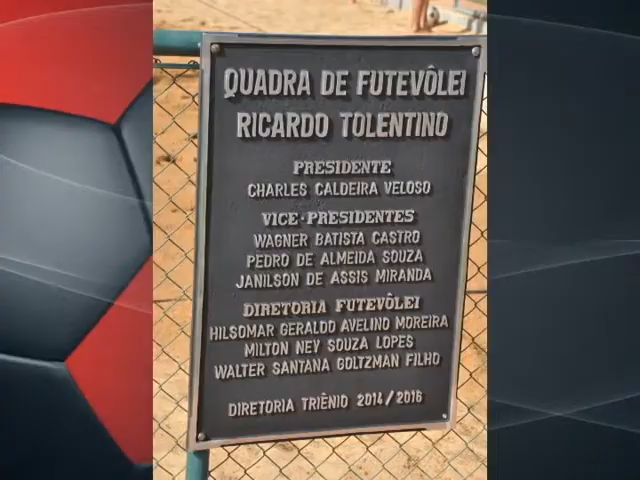 QUADRA DE FUTEVÔLEI
RICARDO TOLENTINO
PRESIDENTE
CHARLES CALDEIRA VELOSO
VICE-PRESIDENTES
WAGNER BATISTA CASTRO
PEDRO DE ALMEIDA SOUZA
JANILSON DE ASSIS MIRANDA
DIRETORIA FUTEVÔLEI
HILSOMAR GERALDO AVELINO MOREIRA
MILTON NEY SOUZA LOPES
WALTER SANTANA GOLTZMAN FILHO
DIRETORIA TRIÊNIO 2014/2016